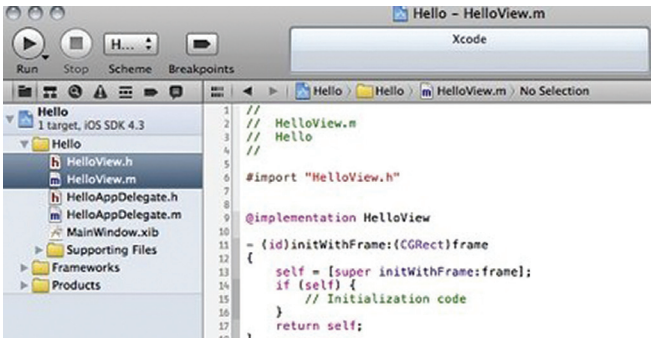 Hello - HelloView.m
H...
Xcode
Run Stop Scheme Breakpoints
Hello Hello m HelloView.m No Selection
Hello
1 target, iOS SDK 4.3
Hello
h HelloView.h
m HelloView.m
h HelloAppDelegate.h
m HelloAppDelegate.m
MainWindow.xib
Supporting Files
Frameworks
Products
1 //
2 // HelloView.m
3 // Hello
4 //
5
6 #import "HelloView.h"
7
8
9 @implementation HelloView
10
11 - (id)initWithFrame:(CGRect)frame
12 {
13 self = [super initWithFrame:frame];
14 if (self) {
15 // Initialization code
16 }
17 return self;